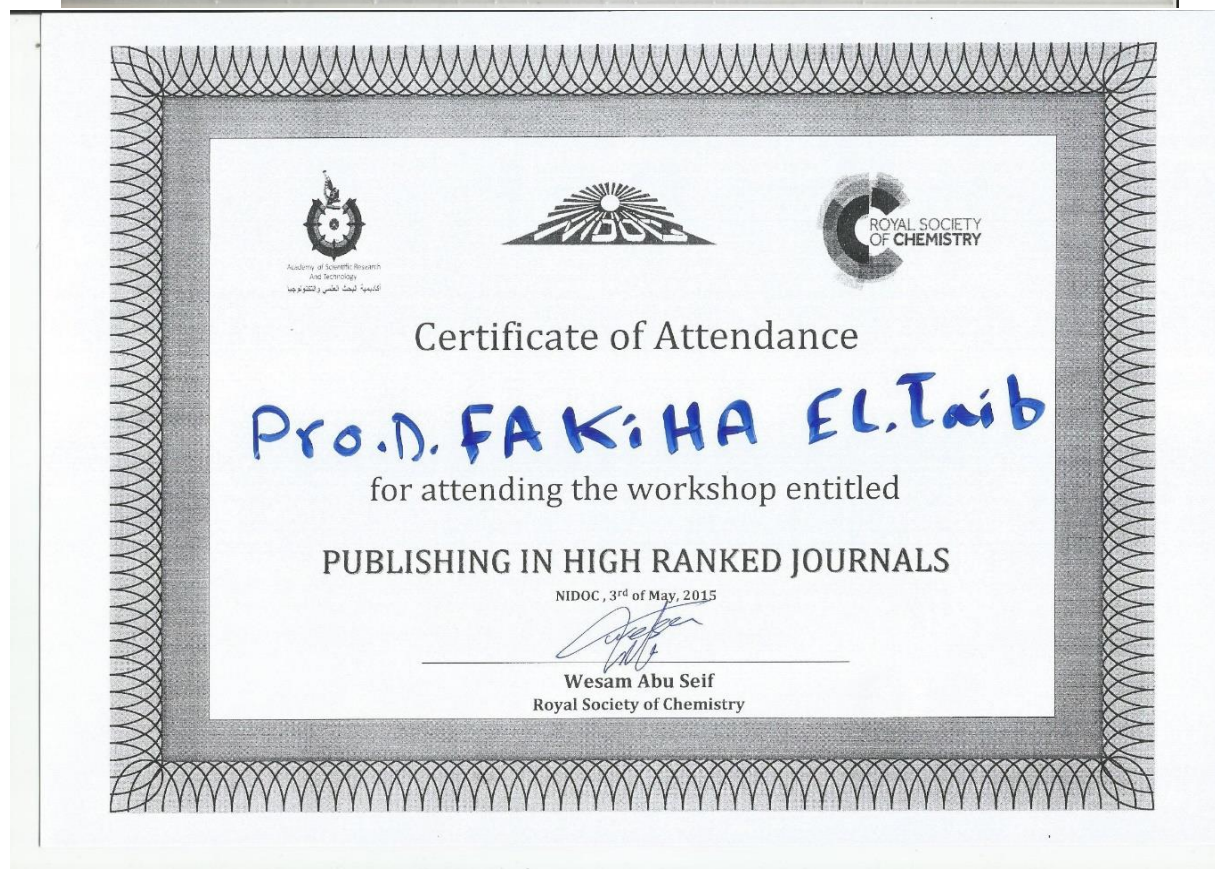 Academy of Scientific Research
And Technology
أكاديمية البحث العلمي والتكنولوجيا
NIDOC
ROYAL SOCIETY
OF CHEMISTRY
Certificate of Attendance
Pro.D. FAKiHA EL.Taib
for attending the workshop entitled
PUBLISHING IN HIGH RANKED JOURNALS
NIDOC , 3rd of May, 2015
Wesam Abu Seif
Royal Society of Chemistry